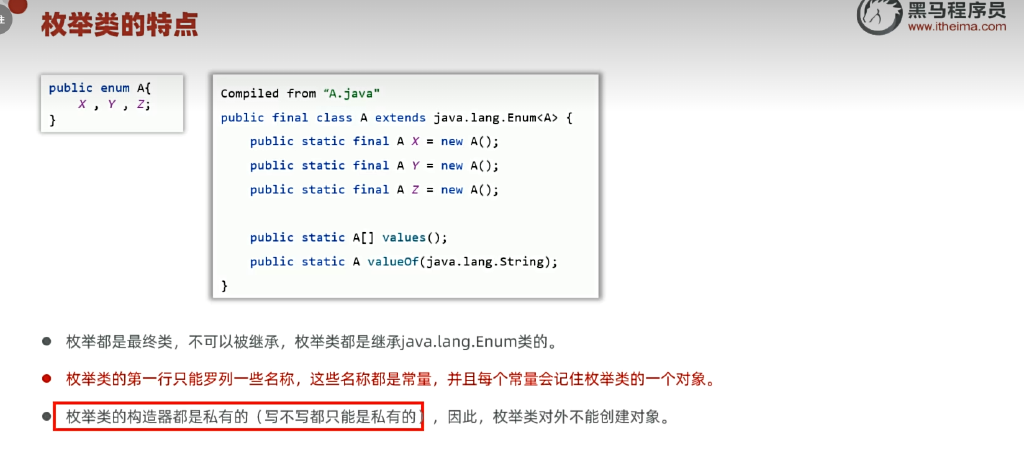 枚举类的特点
黑马程序员
www.itheima.com
public enum A{
X , Y , Z;
}
Compiled from "A.java"
public final class A extends java.lang.Enum<A> {
public static final A X = new A();
public static final A Y = new A();
public static final A Z = new A();
public static A[] values();
public static A valueOf(java.lang.String);
}
枚举都是最终类，不可以被继承，枚举类都是继承java.lang.Enum类的。
枚举类的第一行只能罗列一些名称，这些名称都是常量，并且每个常量会记住枚举类的一个对象。
枚举类的构造器都是私有的（写不写都只能是私有的），因此，枚举类对外不能创建对象。